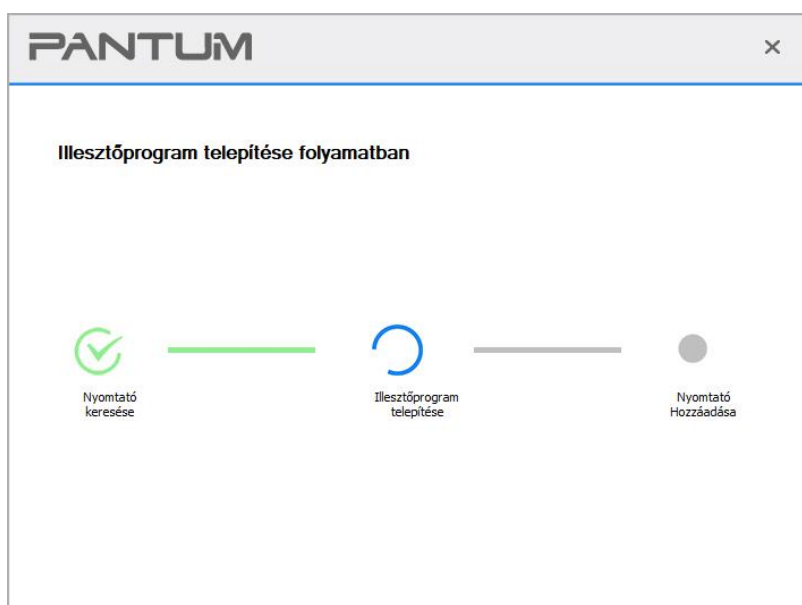 PANTUM
Illesztőprogram telepítése folyamatban
Nyomtató
keresése
Illesztőprogram
telepítése
Nyomtató
Hozzáadása